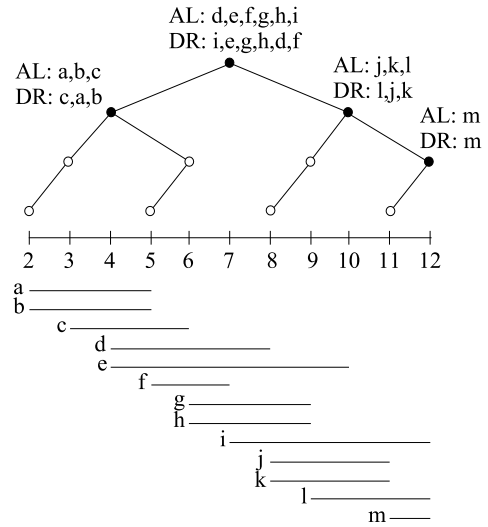 AL: d,e,f,g,h,i
DR: i,e,g,h,d,f
AL: a,b,c
DR: c,a,b
AL: j,k,l
DR: l,j,k
AL: m
DR: m
2 3 4 5 6 7 8 9 10 11 12
a
b
c
d
e
f
g
h
i
j
k
l
m